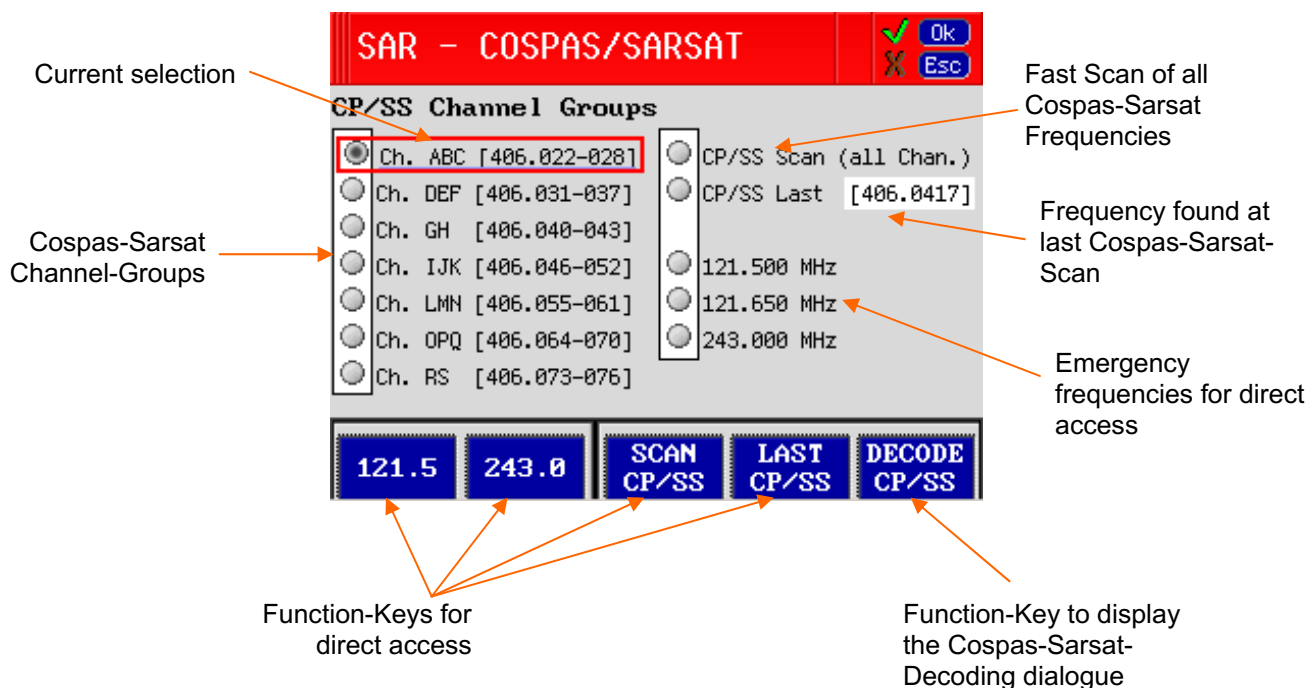 SAR - COSPAS/SARSAT
Ok
Esc
Current selection
Fast Scan of all
Cospas-Sarsat
Frequencies
CP/SS Channel Groups
Ch. ABC [406.022-028]
Ch. DEF [406.031-037]
Ch. GH [406.040-043]
Ch. IJK [406.046-052]
Ch. LMN [406.055-061]
Ch. OPQ [406.064-070]
Ch. RS [406.073-076]
CP/SS Scan (all Chan.)
CP/SS Last [406.0417]
121.500 MHz
121.650 MHz
243.000 MHz
Cospas-Sarsat
Channel-Groups
Frequency found at
last Cospas-Sarsat-
Scan
Emergency
frequencies for direct
access
121.5
243.0
SCAN
CP/SS
LAST
CP/SS
DECODE
CP/SS
Function-Keys for
direct access
Function-Key to display
the Cospas-Sarsat-
Decoding dialogue